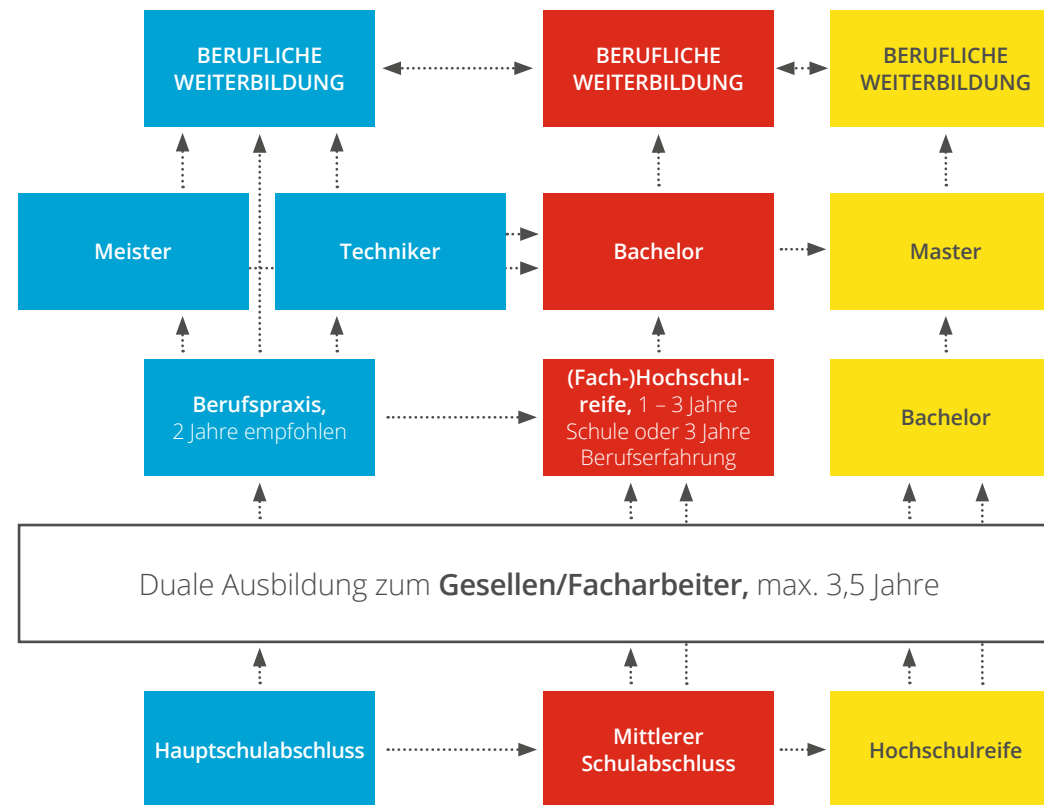 BERUFLICHE
WEITERBILDUNG
BERUFLICHE
WEITERBILDUNG
BERUFLICHE
WEITERBILDUNG
Meister
Techniker
Bachelor
Master
Berufspraxis,
2 Jahre empfohlen
(Fach-)Hochschul-
reife, 1 – 3 Jahre
Schule oder 3 Jahre
Berufserfahrung
Bachelor
Duale Ausbildung zum Gesellen/Facharbeiter, max. 3,5 Jahre
Hauptschulabschluss
Mittlerer
Schulabschluss
Hochschulreife